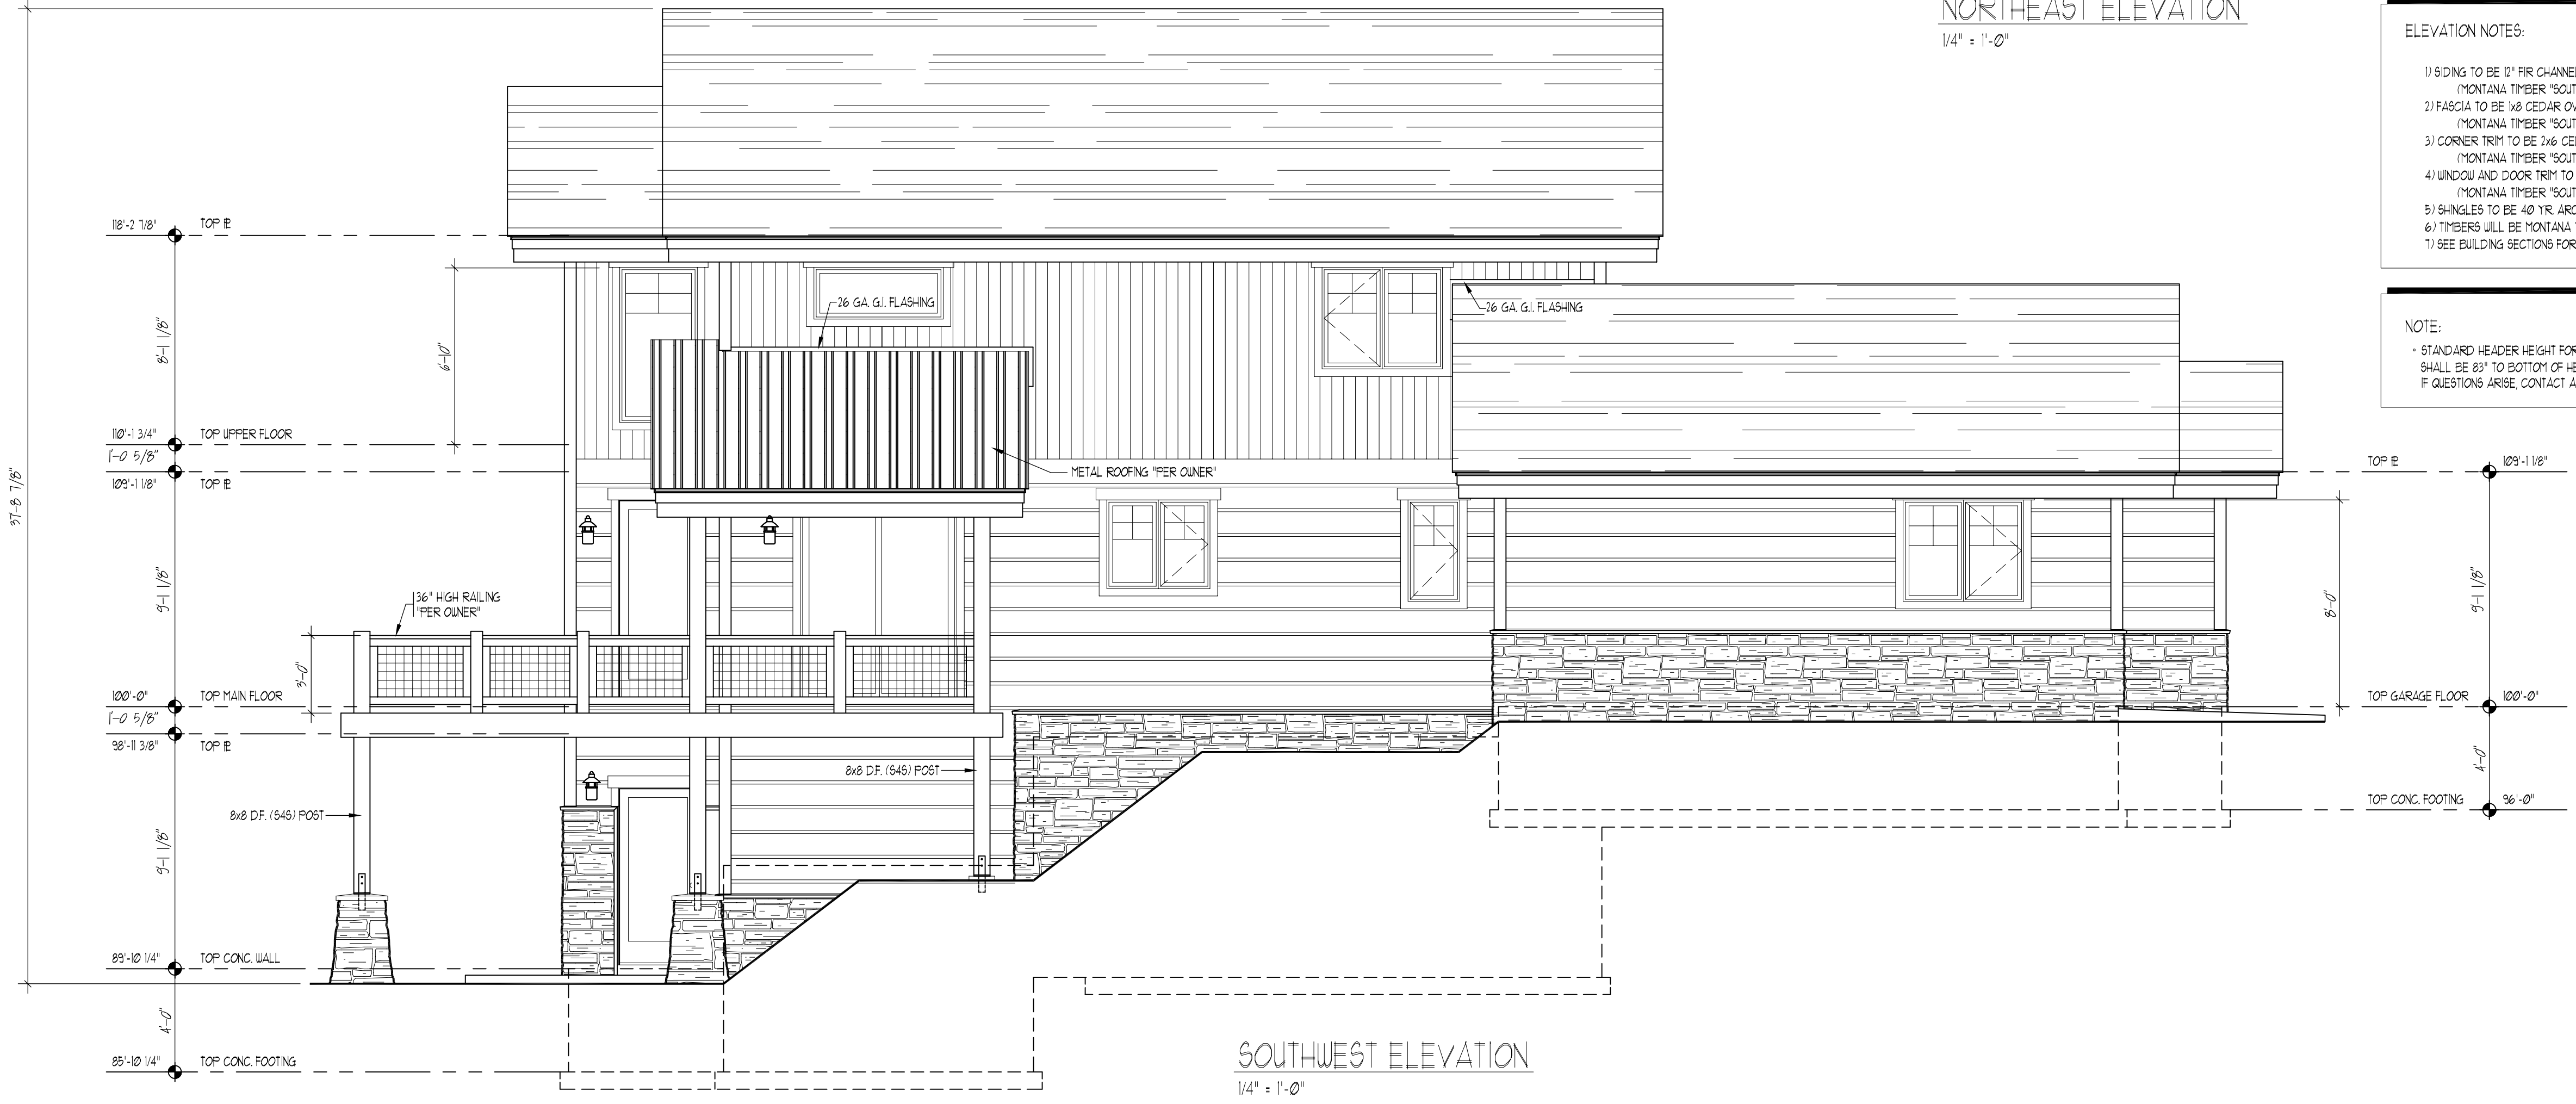 NORTHEAST ELEVATION
1/4" = 1'-0"
ELEVATION NOTES:
1) SIDING TO BE 12" FIR CHANNEL
(MONTANA TIMBER "SOUT
2) FASCIA TO BE 1x8 CEDAR OV
(MONTANA TIMBER "SOUT
3) CORNER TRIM TO BE 2x6 CED
(MONTANA TIMBER "SOUT
4) WINDOW AND DOOR TRIM TO
(MONTANA TIMBER "SOUT
5) SHINGLES TO BE 40 YR. ARC
6) TIMBERS WILL BE MONTANA T
7) SEE BUILDING SECTIONS FOR
NOTE:
* STANDARD HEADER HEIGHT FOR
SHALL BE 83" TO BOTTOM OF HE
IF QUESTIONS ARISE, CONTACT A
37'-8 7/8"
118'-2 7/8" TOP PL
8'-1 1/8"
6'-10"
110'-1 3/4" TOP UPPER FLOOR
1'-0 5/8"
109'-1 1/8" TOP PL
9'-1 1/8"
100'-0" TOP MAIN FLOOR
1'-0 5/8"
98'-11 3/8" TOP PL
9'-1 1/8"
89'-10 1/4" TOP CONC. WALL
4'-0"
85'-10 1/4" TOP CONC. FOOTING
26 GA. G.I. FLASHING
26 GA. G.I. FLASHING
METAL ROOFING "PER OWNER"
36" HIGH RAILING
"PER OWNER"
3'-0"
8x8 D.F. (S4S) POST
8x8 D.F. (S4S) POST
TOP PL 109'-1 1/8"
8'-0"
9'-1 1/8"
TOP GARAGE FLOOR 100'-0"
4'-0"
TOP CONC. FOOTING 96'-0"
SOUTHWEST ELEVATION
1/4" = 1'-0"